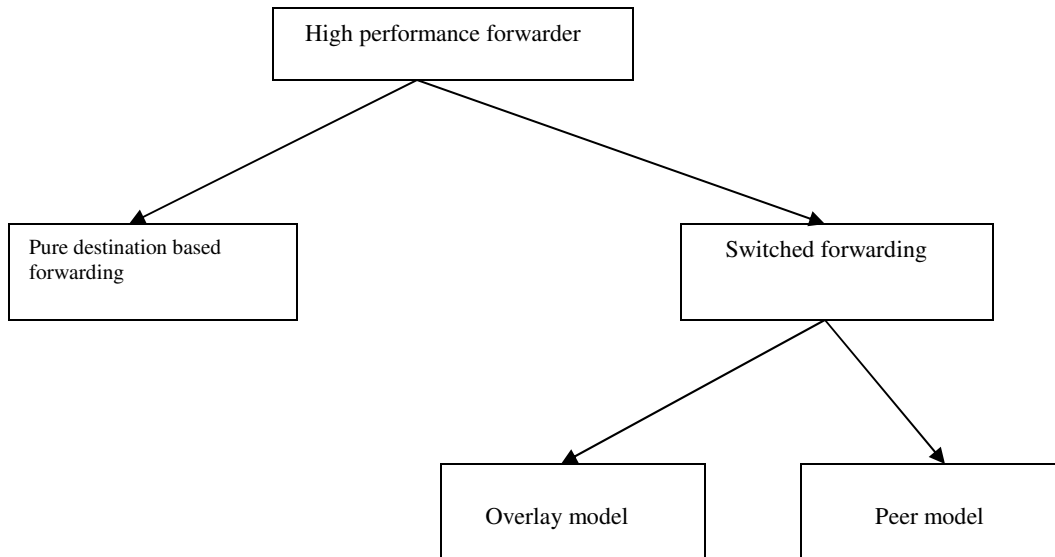 High performance forwarder
Pure destination based
forwarding
Switched forwarding
Overlay model
Peer model